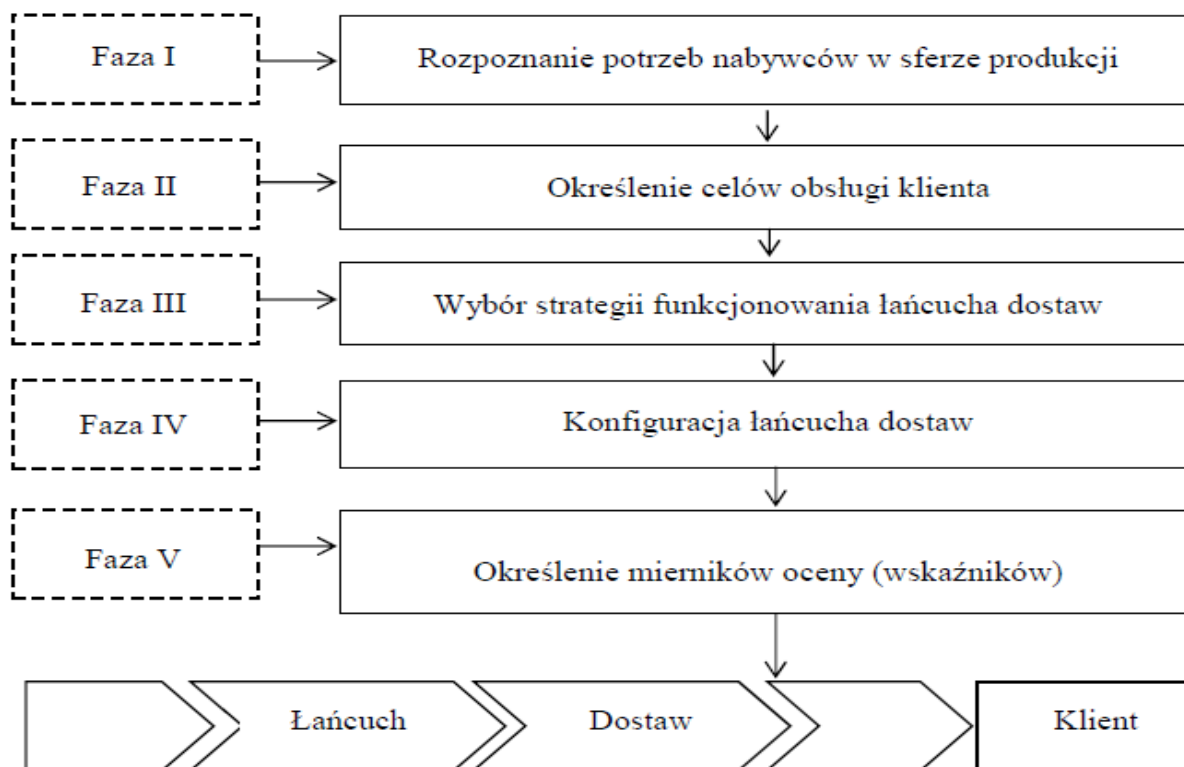 Faza I
Rozpoznanie potrzeb nabywców w sferze produkcji
Faza II
Określenie celów obsługi klienta
Faza III
Wybór strategii funkcjonowania łańcucha dostaw
Faza IV
Konfiguracja łańcucha dostaw
Faza V
Określenie mierników oceny (wskaźników)
Łańcuch
Dostaw
Klient